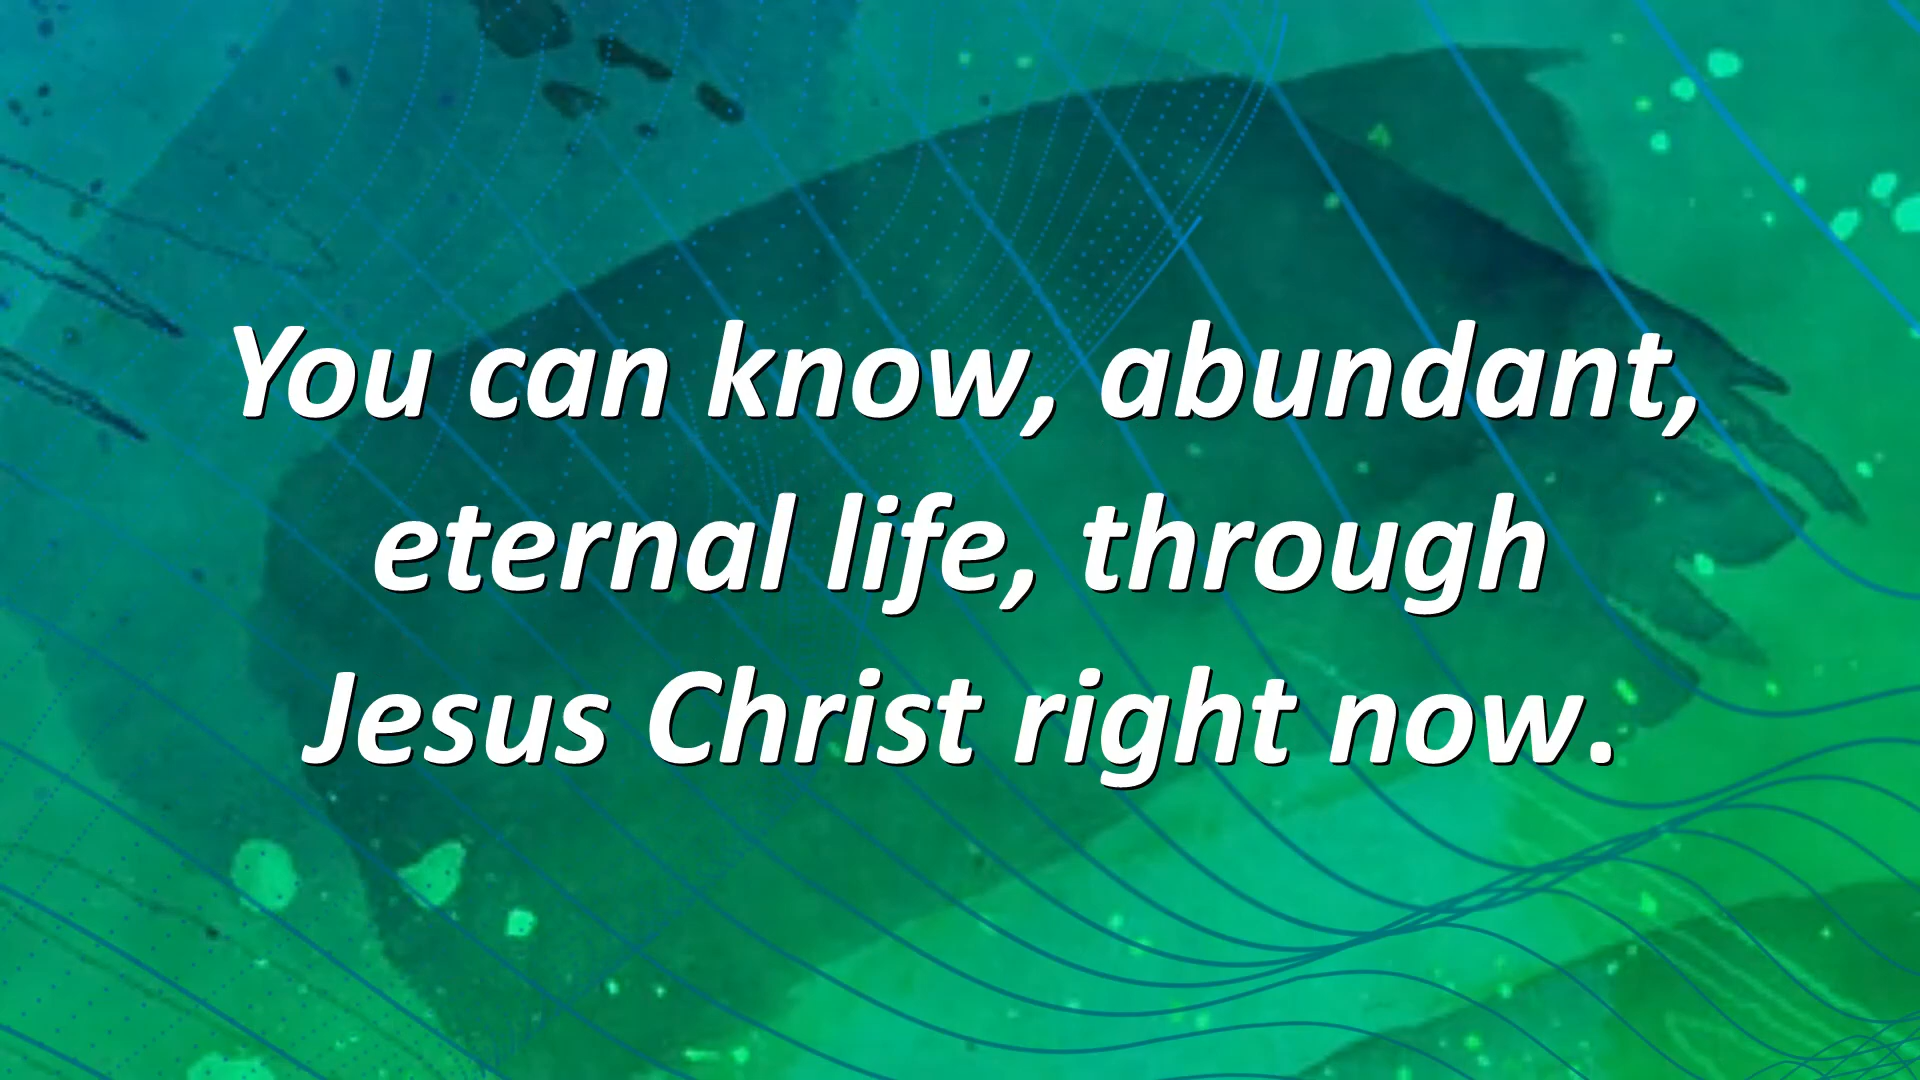 You can know, abundant,
eternal life, through
Jesus Christ right now.